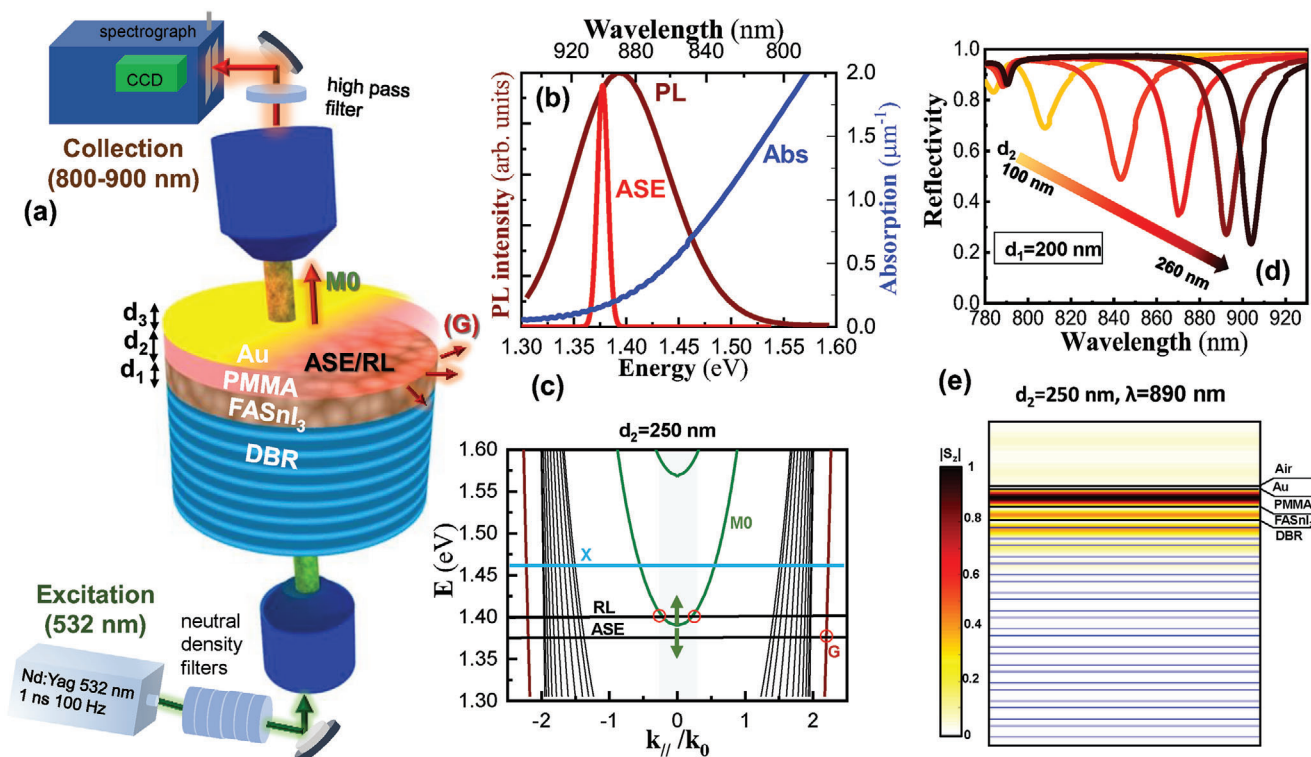 (a)
spectrograph
CCD
high pass
filter
Collection
(800-900 nm)
M0
d₃
d₂
d₁
Au
(G)
ASE/RL
PMMA
FASnI₃
DBR
Excitation
(532 nm)
neutral
density
filters
Nd:Yag 532 nm
1 ns 100 Hz
Wavelength (nm)
920 880 840 800
(b)
PL
Abs
ASE
PL intensity (arb. units)
Absorption (μm⁻¹)
2.0
1.5
1.0
0.5
0.0
1.30 1.35 1.40 1.45 1.50 1.55 1.60
Energy (eV)
(c)
d₂=250 nm
E (eV)
1.60
1.55
1.50
1.45
1.40
1.35
1.30
M0
X
RL
ASE
G
-2 -1 0 1 2
k// /k₀
Reflectivity
1.0
0.8
0.6
0.4
0.2
0.0
d₂
100 nm
260 nm
d₁=200 nm
(d)
780 800 820 840 860 880 900 920
Wavelength (nm)
(e)
d₂=250 nm, λ=890 nm
|S_z|
1
0.8
0.6
0.4
0.2
0
Air
Au
PMMA
FASnI₃
DBR